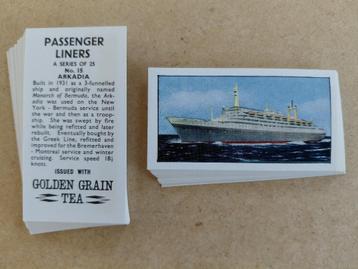 PASSENGER
LINERS
A SERIES OF 25
No. 15
ARKADIA
Built in 1931 as a 3-funnelled
ship and originally named
Monarch of Bermuda, the Ark-
adia was used on the New
York - Bermuda service until
the war and then as a troop-
ship. She was swept by fire
while being refitted and later
rebuilt. Eventually bought by
the Greek Line, refitted and
improved for the Bremerhaven
- Montreal service and winter
cruising. Service speed 18½
knots.
ISSUED WITH
GOLDEN GRAIN
TEA